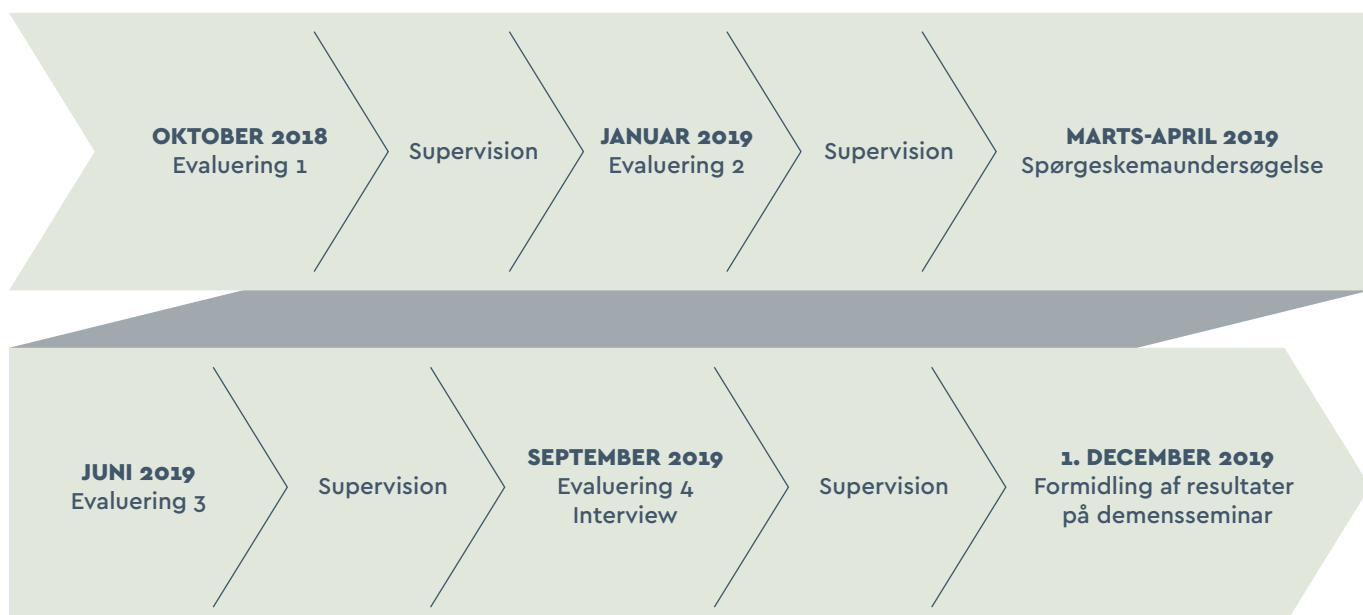 OKTOBER 2018
Evaluering 1
Supervision
JANUAR 2019
Evaluering 2
Supervision
MARTS-APRIL 2019
Spørgeskemaundersøgelse
JUNI 2019
Evaluering 3
Supervision
SEPTEMBER 2019
Evaluering 4
Interview
Supervision
1. DECEMBER 2019
Formidling af resultater
på demensseminar